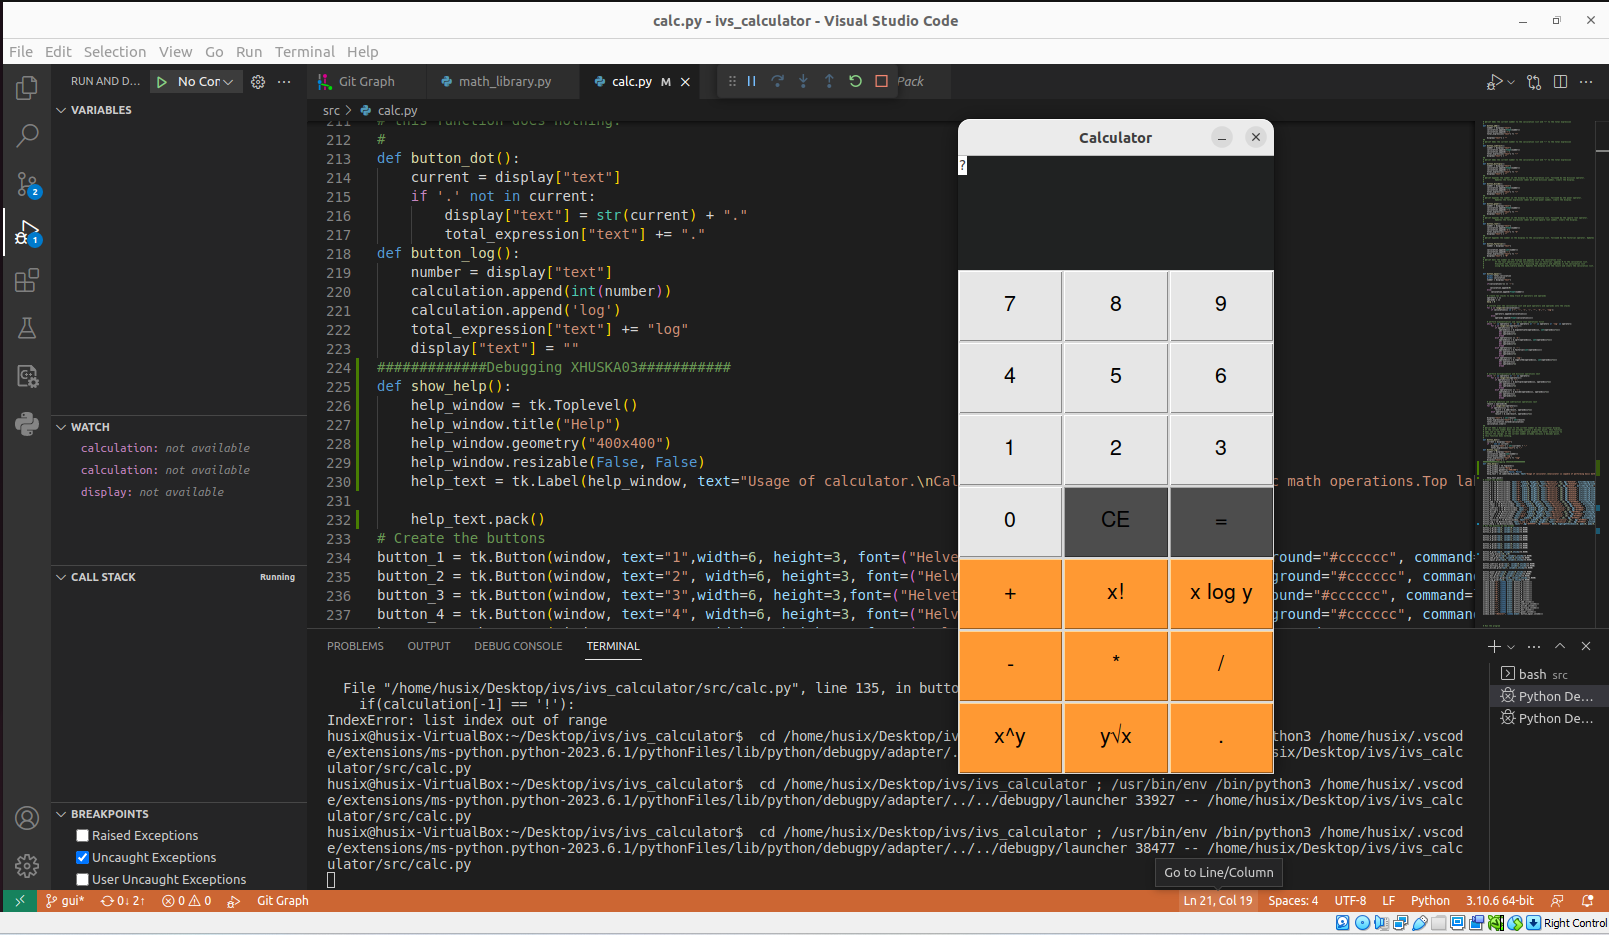 calc.py - ivs_calculator - Visual Studio Code
File Edit Selection View Go Run Terminal Help
RUN AND D... No Cor
Git Graph
math_library.py
calc.py M
Pack
VARIABLES
src > calc.py
211 # this function does nothing.
212 #
213 def button_dot():
214 current = display["text"]
215 if '.' not in current:
216 display["text"] = str(current) + "."
217 total_expression["text"] += "."
218 def button_log():
219 number = display["text"]
220 calculation.append(int(number))
221 calculation.append('log')
222 total_expression["text"] += "log"
223 display["text"] = ""
224 #############Debugging XHUSKA03###########
225 def show_help():
226 help_window = tk.Toplevel()
227 help_window.title("Help")
228 help_window.geometry("400x400")
229 help_window.resizable(False, False)
230 help_text = tk.Label(help_window, text="Usage of calculator.\nCal c math operations.Top la
231
232 help_text.pack()
233 # Create the buttons
234 button_1 = tk.Button(window, text="1",width=6, height=3, font=("Helve round="#cccccc", command=
235 button_2 = tk.Button(window, text="2", width=6, height=3, font=("Helv ground="#cccccc", comman
236 button_3 = tk.Button(window, text="3",width=6, height=3,font=("Helvet und="#cccccc", command=
237 button_4 = tk.Button(window, text="4", width=6, height=3, font=("Helv ground="#cccccc", comman
Calculator
?
7 8 9
4 5 6
1 2 3
0 CE =
+ x! x log y
- * /
x^y y√x .
WATCH
calculation: not available
calculation: not available
display: not available
CALL STACK Running
BREAKPOINTS
Raised Exceptions
Uncaught Exceptions
User Uncaught Exceptions
PROBLEMS OUTPUT DEBUG CONSOLE TERMINAL
File "/home/husix/Desktop/ivs/ivs_calculator/src/calc.py", line 135, in butto
if(calculation[-1] == '!'):
IndexError: list index out of range
husix@husix-VirtualBox:~/Desktop/ivs/ivs_calculator$ cd /home/husix/Desktop/iv thon3 /home/husix/.vscod
e/extensions/ms-python.python-2023.6.1/pythonFiles/lib/python/debugpy/adapter/. x/Desktop/ivs/ivs_calc
ulator/src/calc.py
husix@husix-VirtualBox:~/Desktop/ivs/ivs_calculator$ cd /home/husix/Desktop/ivs/ivs_calculator ; /usr/bin/env /bin/python3 /home/husix/.vscod
e/extensions/ms-python.python-2023.6.1/pythonFiles/lib/python/debugpy/adapter/../../debugpy/launcher 33927 -- /home/husix/Desktop/ivs/ivs_calc
ulator/src/calc.py
husix@husix-VirtualBox:~/Desktop/ivs/ivs_calculator$ cd /home/husix/Desktop/ivs/ivs_calculator ; /usr/bin/env /bin/python3 /home/husix/.vscod
e/extensions/ms-python.python-2023.6.1/pythonFiles/lib/python/debugpy/adapter/../../debugpy/launcher 38477 -- /home/husix/Desktop/ivs/ivs_calc
ulator/src/calc.py
bash src
Python De...
Python De...
Go to Line/Column
2
1
gui* 0↓ 2↑ 0 0 Git Graph Ln 21, Col 19 Spaces: 4 UTF-8 LF Python 3.10.6 64-bit
Right Control